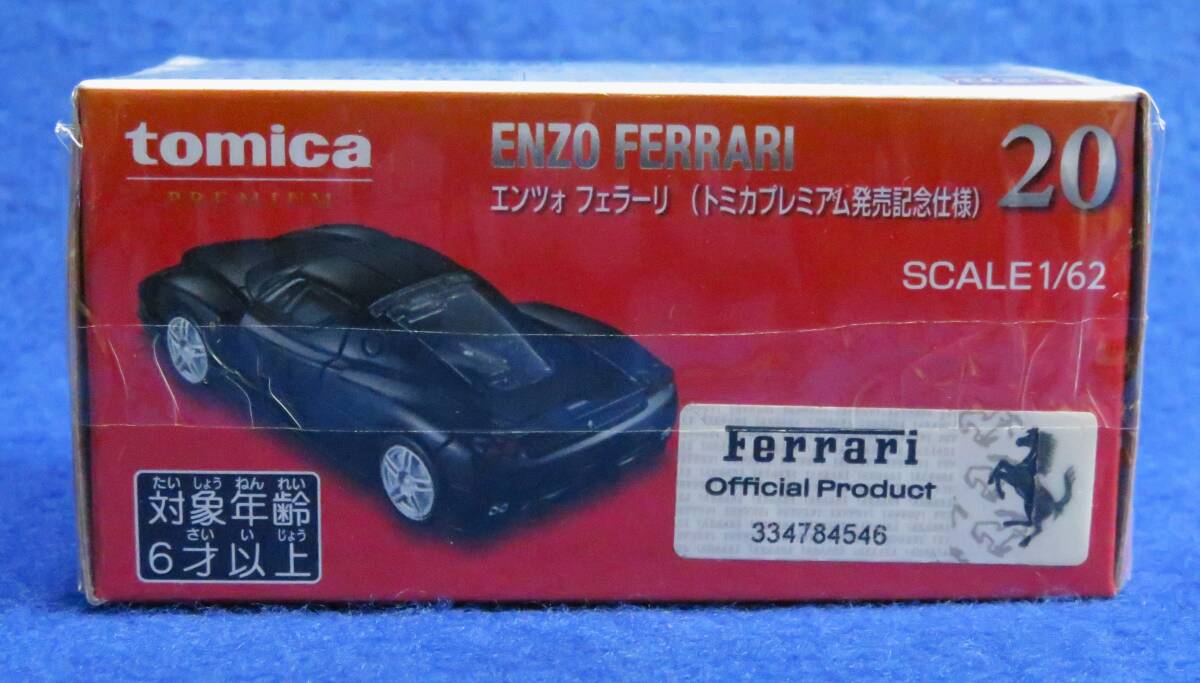 tomica
PREMIUM
ENZO FERRARI
エンツォ フェラーリ (トミカプレミアム発売記念仕様)
20
SCALE 1/62
たい しょう ねん れい
対象年齢
さい い じょう
6才以上
Ferrari
Official Product
334784546